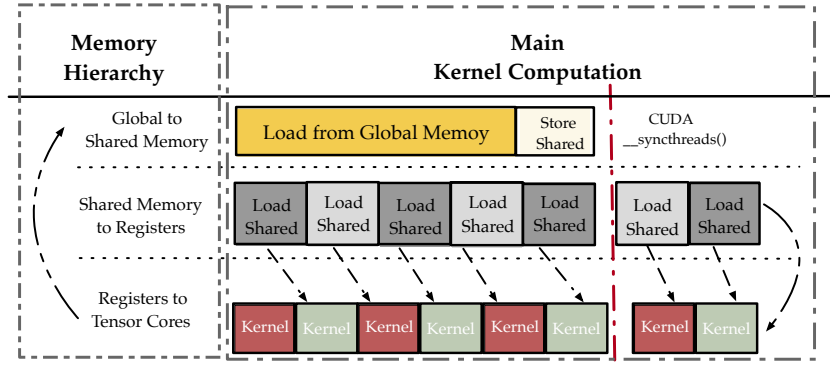 Memory
Hierarchy
Main
Kernel Computation
Global to
Shared Memory
Load from Global Memoy
Store
Shared
CUDA
__syncthreads()
Shared Memory
to Registers
Load
Shared
Load
Shared
Load
Shared
Load
Shared
Load
Shared
Load
Shared
Load
Shared
Registers to
Tensor Cores
Kernel
Kernel
Kernel
Kernel
Kernel
Kernel
Kernel
Kernel